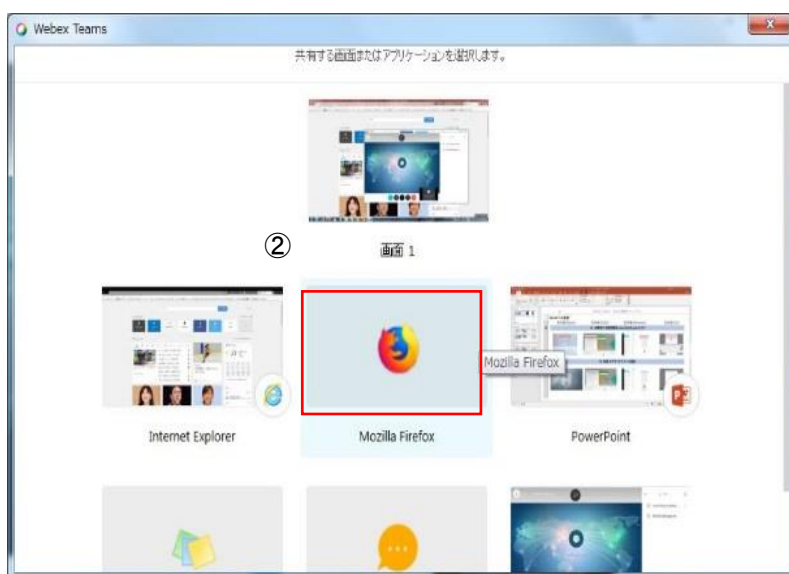 Webex Teams
共有する画面またはアプリケーションを選択します。
②
画面 1
Mozilla Firefox
Internet Explorer
Mozilla Firefox
PowerPoint